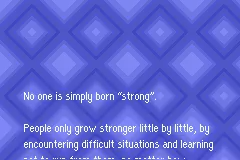 No one is simply born "strong".
People only grow stronger little by little, by
encountering difficult situations and learning
not to run from them, no matter how